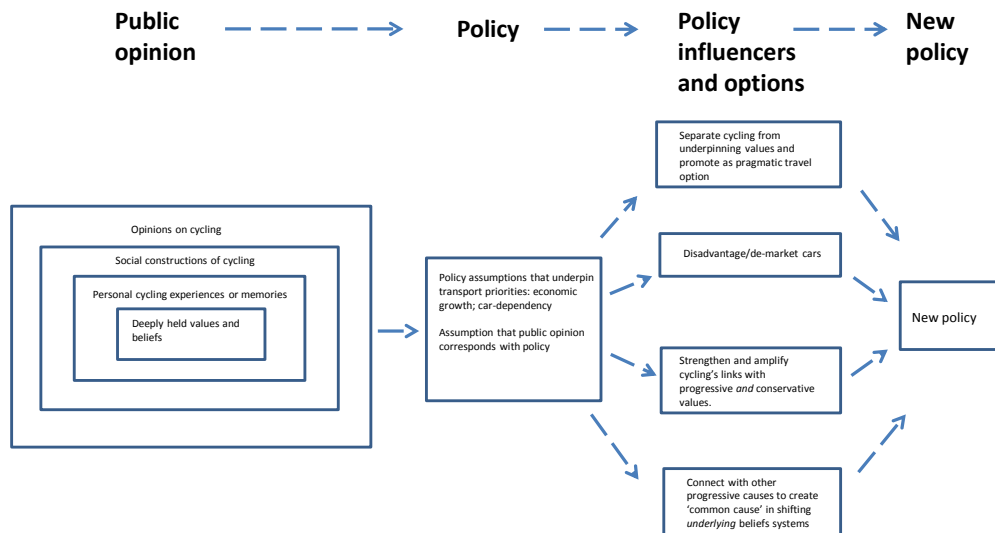 Public
opinion
Policy
Policy
influencers
and options
New
policy
Opinions on cycling
Social constructions of cycling
Personal cycling experiences or memories
Deeply held values and
beliefs
Policy assumptions that underpin
transport priorities: economic
growth; car-dependency
Assumption that public opinion
corresponds with policy
Separate cycling from
underpinning values and
promote as pragmatic travel
option
Disadvantage/de-market cars
Strengthen and amplify
cycling's links with
progressive and conservative
values.
Connect with other
progressive causes to create
'common cause' in shifting
underlying beliefs systems
New policy